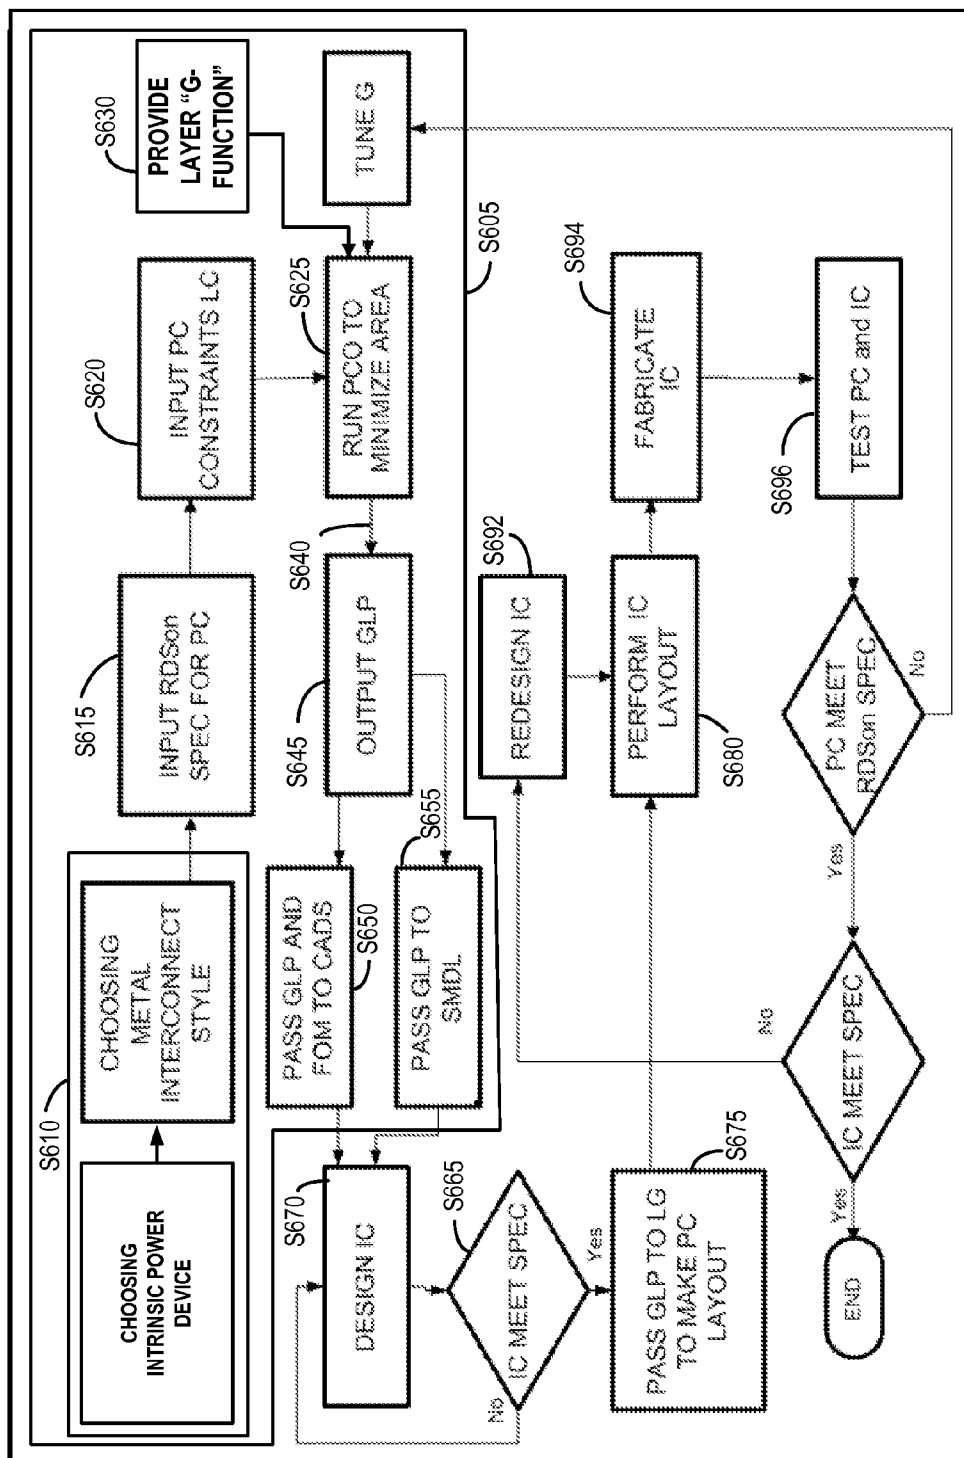 S610
CHOOSING
INTRINSIC POWER
DEVICE
CHOOSING
METAL
INTERCONNECT
STYLE
S615
INPUT RDSon
SPEC FOR PC
S620
INPUT PC
CONSTRAINTS LC
S630
PROVIDE
LAYER “G-
FUNCTION”
S625
RUN PCO TO
MINIMIZE AREA
TUNE G
S605
S640
S645
OUTPUT GLP
PASS GLP AND
FOM TO CADS
S650
S655
PASS GLP TO
SMDL
S670
DESIGN IC
S665
IC MEET SPEC
No
Yes
S675
PASS GLP TO LG
TO MAKE PC
LAYOUT
S692
REDESIGN IC
PERFORM IC
LAYOUT
S680
S694
FABRICATE
IC
S696
TEST PC and IC
PC MEET
RDSon SPEC
No
Yes
IC MEET SPEC
No
Yes
END